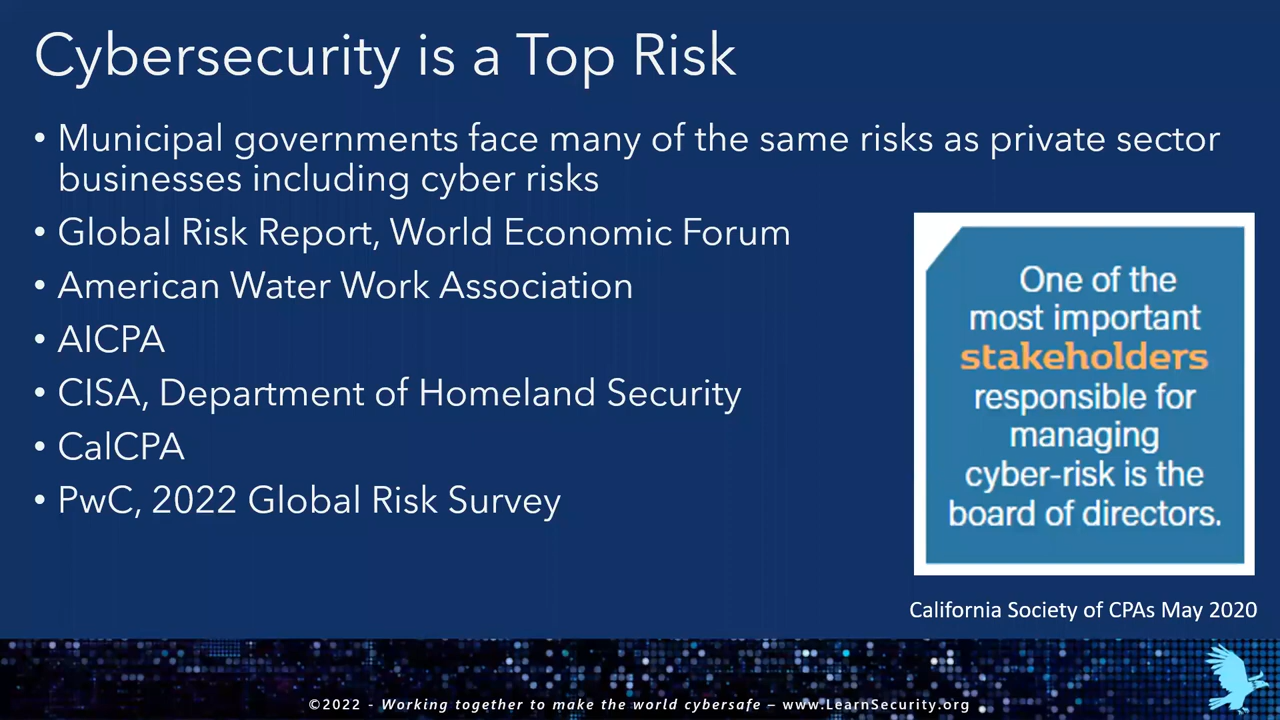 Cybersecurity is a Top Risk
• Municipal governments face many of the same risks as private sector
businesses including cyber risks
• Global Risk Report, World Economic Forum
• American Water Work Association
• AICPA
• CISA, Department of Homeland Security
• CalCPA
• PwC, 2022 Global Risk Survey
One of the
most important
stakeholders
responsible for
managing
cyber-risk is the
board of directors.
California Society of CPAs May 2020
©2022 - Working together to make the world cybersafe – www.LearnSecurity.org